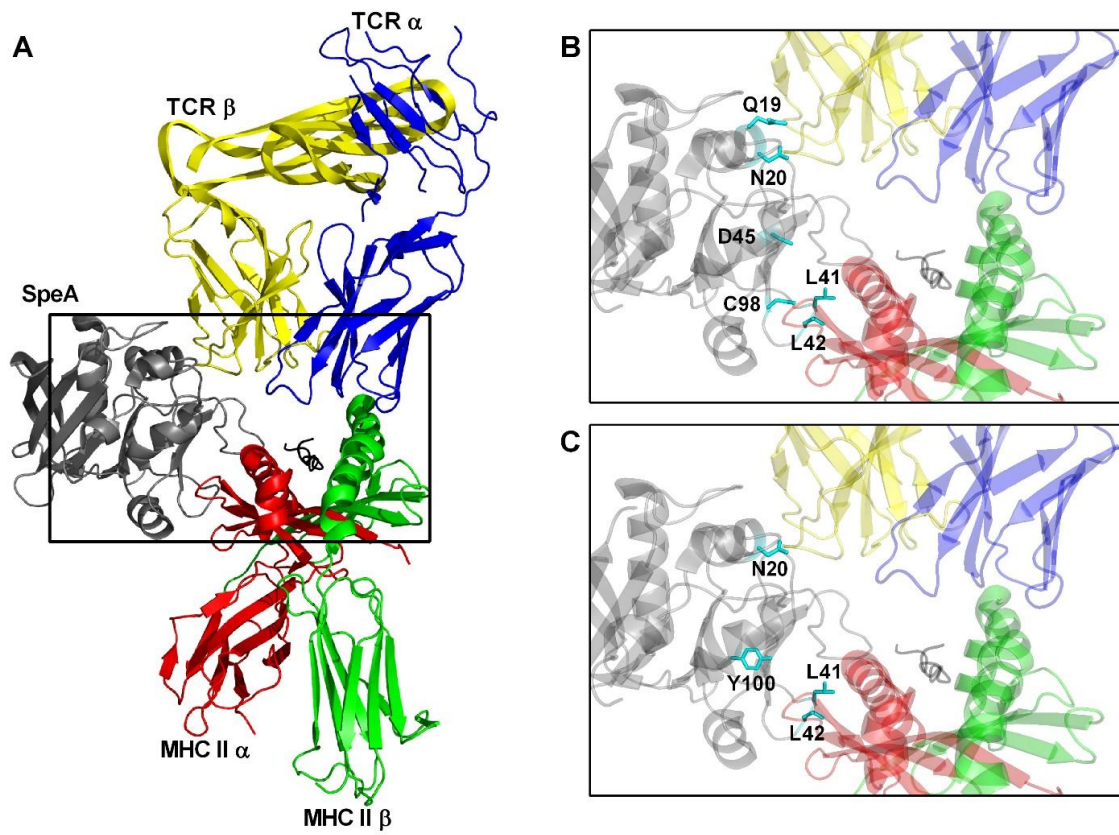 A
TCR α
TCR β
SpeA
MHC II α
MHC II β
B
Q19
N20
D45
L41
C98
L42
C
N20
Y100
L41
L42